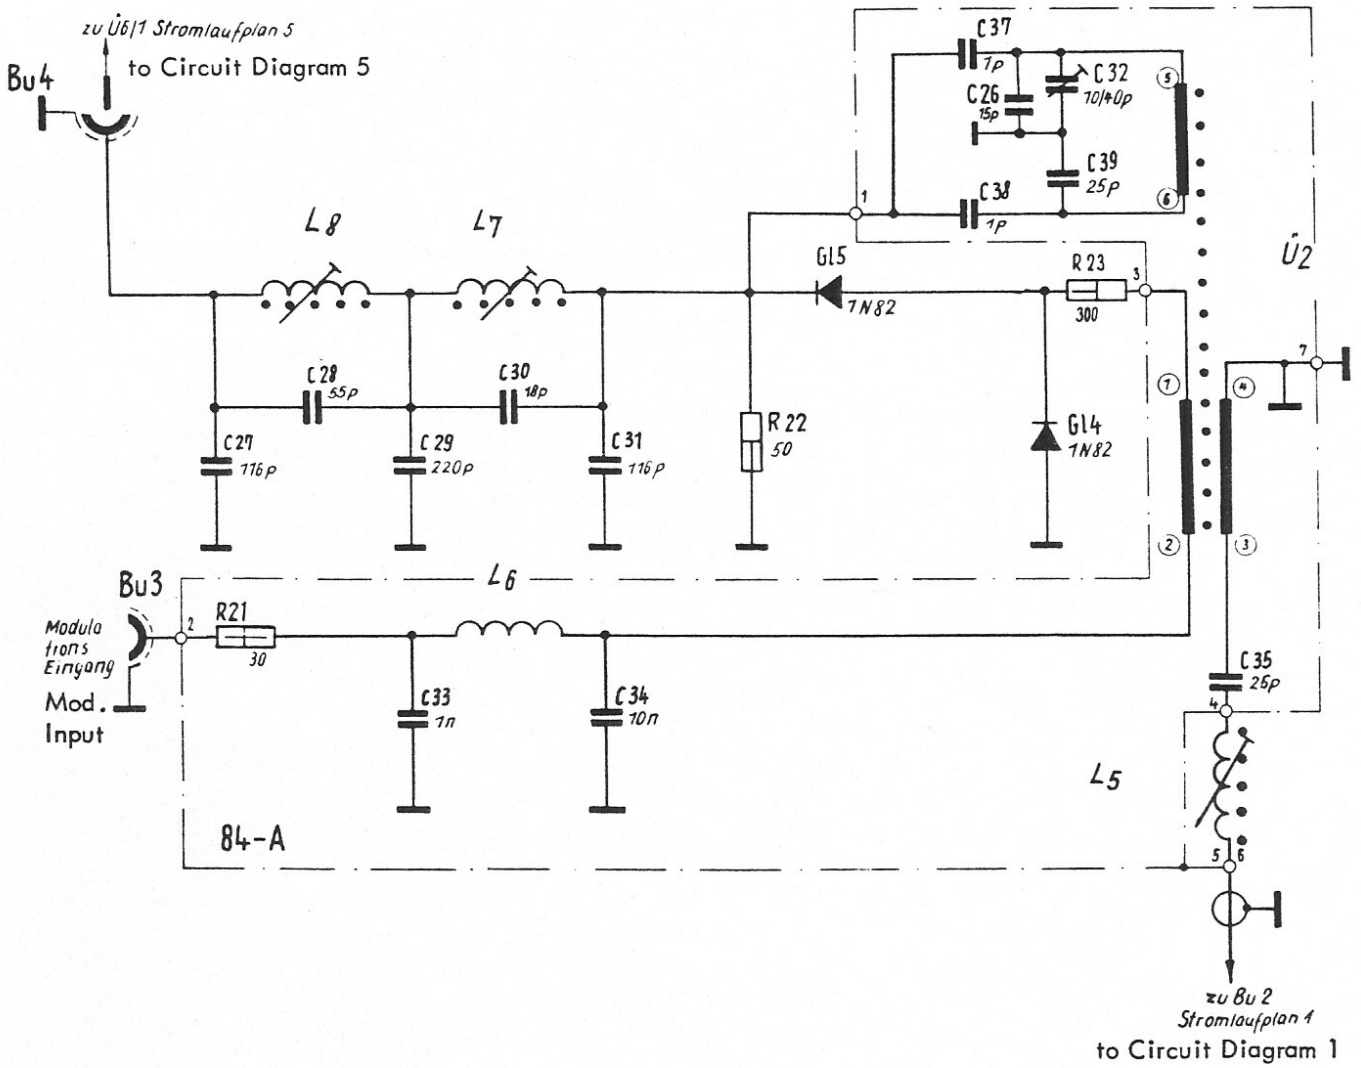 zu Ü6/1 Stromlaufplan 5
to Circuit Diagram 5
Bu4
C37
1p
C32
10/40p
C26
15p
5
C39
25p
C38
1p
6
1
L8
L7
Ü2
Gl5
1N82
R23
3
300
7
C28
55p
C30
18p
1
4
R22
50
Gl4
1N82
C27
116p
C29
220p
C31
116p
2
3
L6
Bu3
Modula
tions
Eingang
Mod.
Input
2
R21
30
C33
1n
C34
10n
C35
25p
4
L5
84-A
5
6
zu Bu 2
Stromlaufplan 1
to Circuit Diagram 1